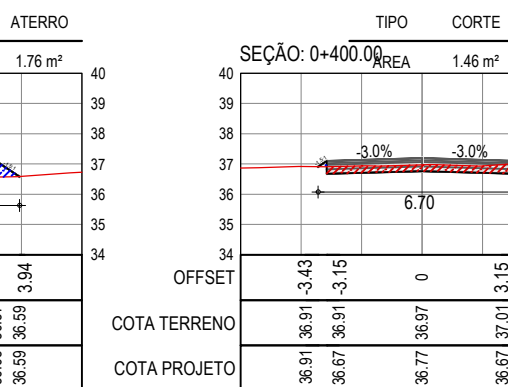 ATERRO
1.76 m²
TIPO CORTE
SEÇÃO: 0+400.00
ÁREA 1.46 m²
40
39
38
37
36
35
34
40
39
38
37
36
35
34
-3.0% -3.0%
6.70
3.94
36.59
36.59
OFFSET -3.43 -3.15 0 3.15
COTA TERRENO 36.91 36.91 36.97 37.01
COTA PROJETO 36.91 36.67 36.77 36.67